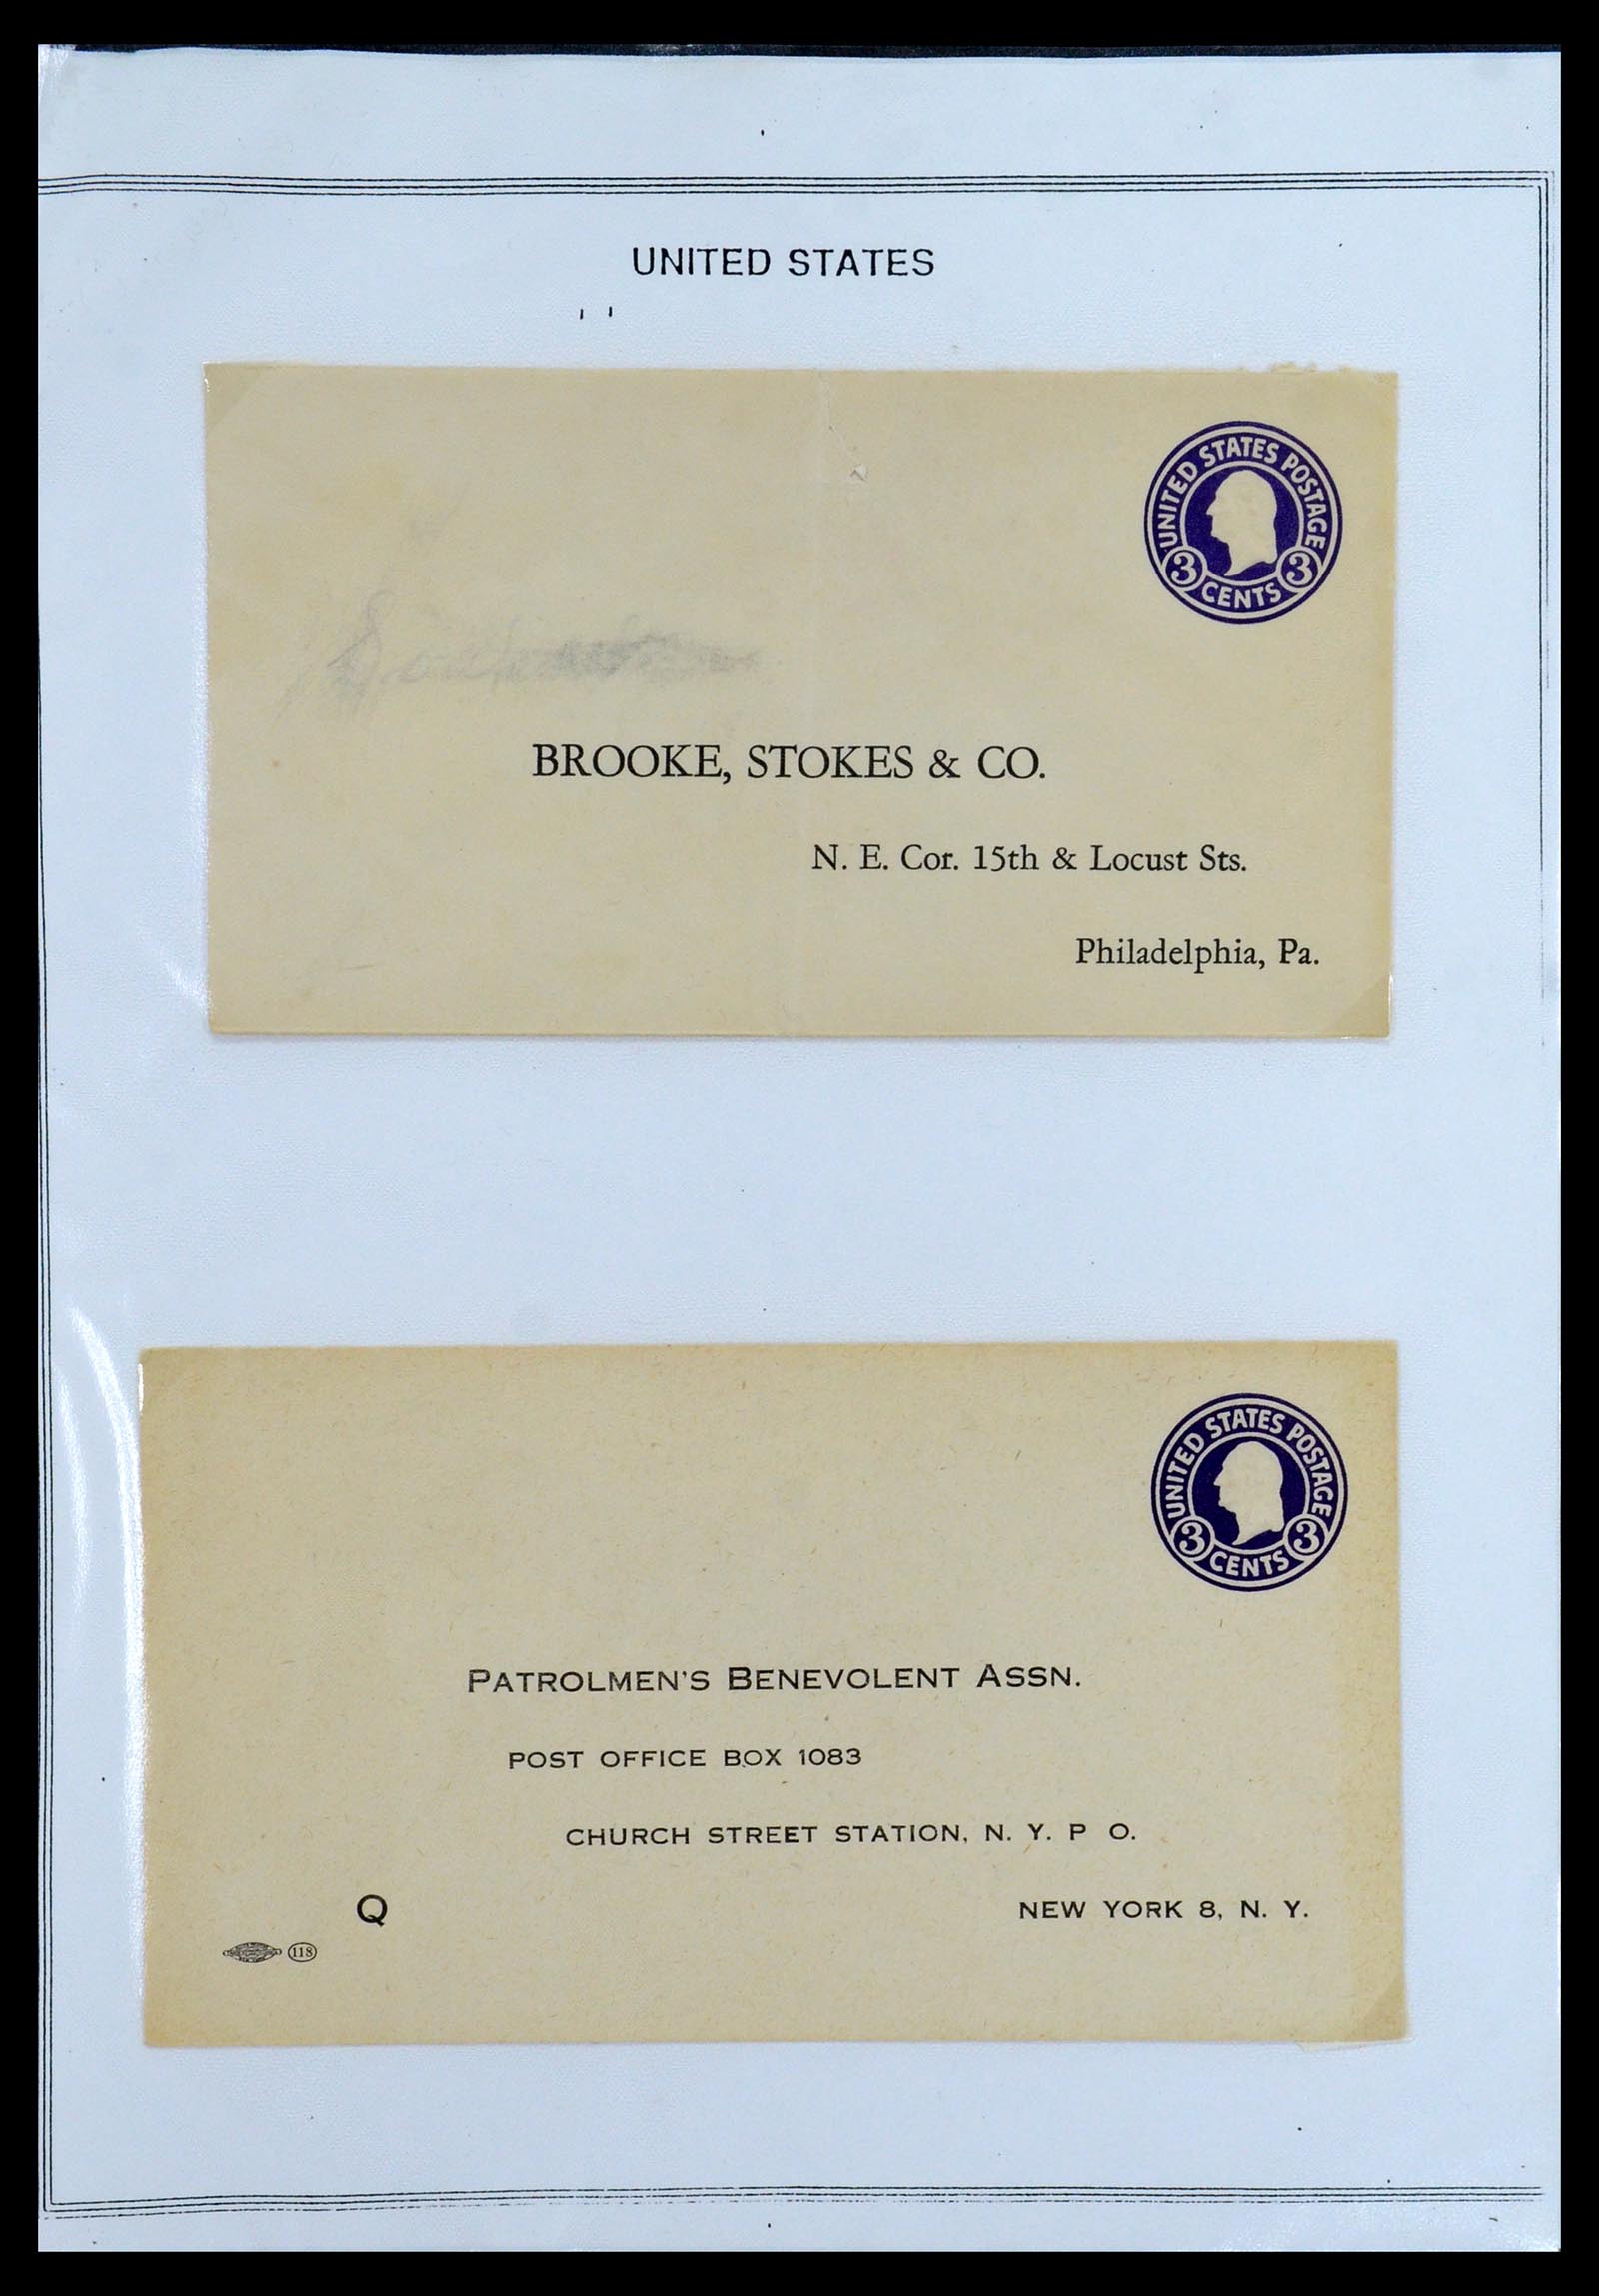 UNITED STATES
UNITED STATES POSTAGE
3 CENTS 3
BROOKE, STOKES & CO.
N. E. Cor. 15th & Locust Sts.
Philadelphia, Pa.
UNITED STATES POSTAGE
3 CENTS 3
PATROLMEN'S BENEVOLENT ASSN.
POST OFFICE BOX 1083
CHURCH STREET STATION, N. Y. P O.
Q
NEW YORK 8, N. Y.
118